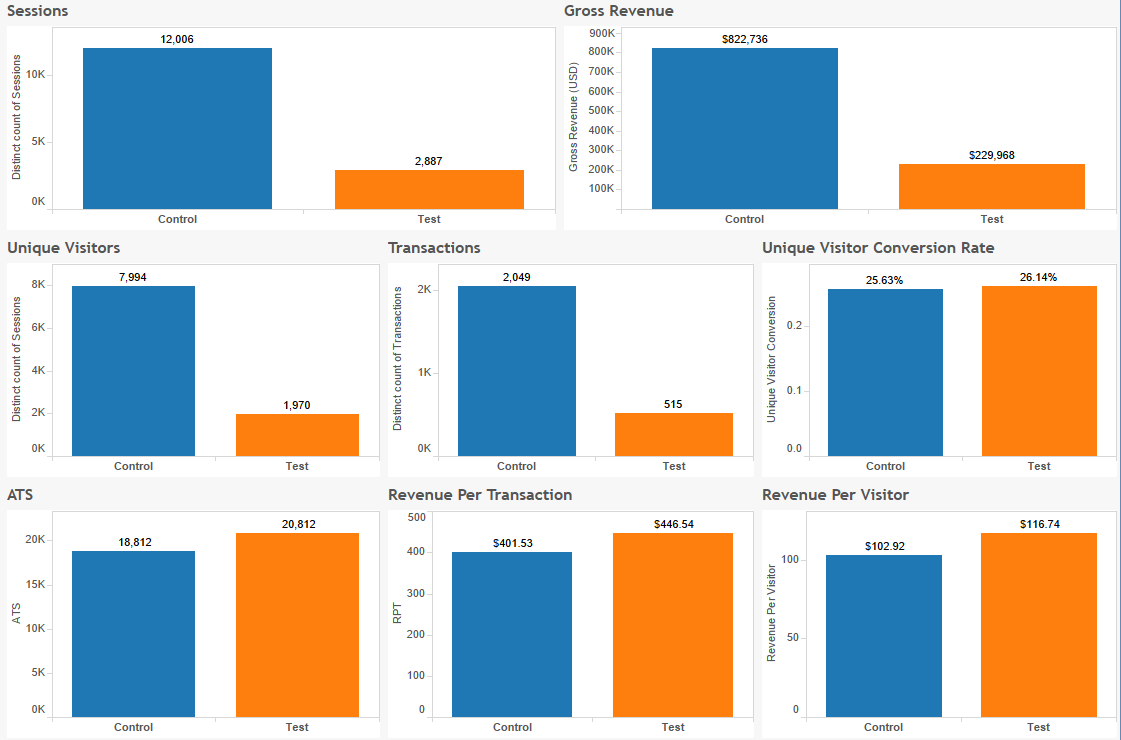 Sessions
Distinct count of Sessions
10K
5K
0K
12,006
2,887
Control
Test
Gross Revenue
Gross Revenue (USD)
900K
800K
700K
600K
500K
400K
300K
200K
100K
$822,736
$229,968
Control
Test
Unique Visitors
Distinct count of Sessions
8K
6K
4K
2K
0K
7,994
1,970
Control
Test
Transactions
Distinct count of Transactions
2K
1K
0K
2,049
515
Control
Test
Unique Visitor Conversion Rate
Unique Visitor Conversion
0.2
0.1
0.0
25.63%
26.14%
Control
Test
ATS
ATS
20K
15K
10K
5K
0K
18,812
20,812
Control
Test
Revenue Per Transaction
RPT
500
400
300
200
100
0
$401.53
$446.54
Control
Test
Revenue Per Visitor
Revenue Per Visitor
100
50
0
$102.92
$116.74
Control
Test